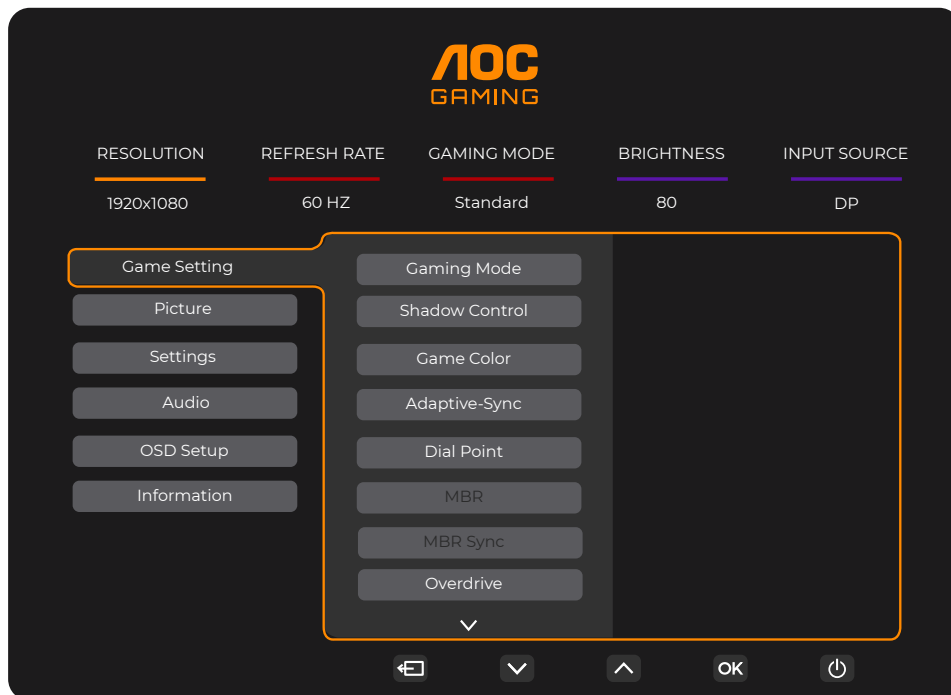 AOC
GAMING
RESOLUTION REFRESH RATE GAMING MODE BRIGHTNESS INPUT SOURCE
1920x1080 60 HZ Standard 80 DP
Game Setting
Picture
Settings
Audio
OSD Setup
Information
Gaming Mode
Shadow Control
Game Color
Adaptive-Sync
Dial Point
MBR
MBR Sync
Overdrive
OK